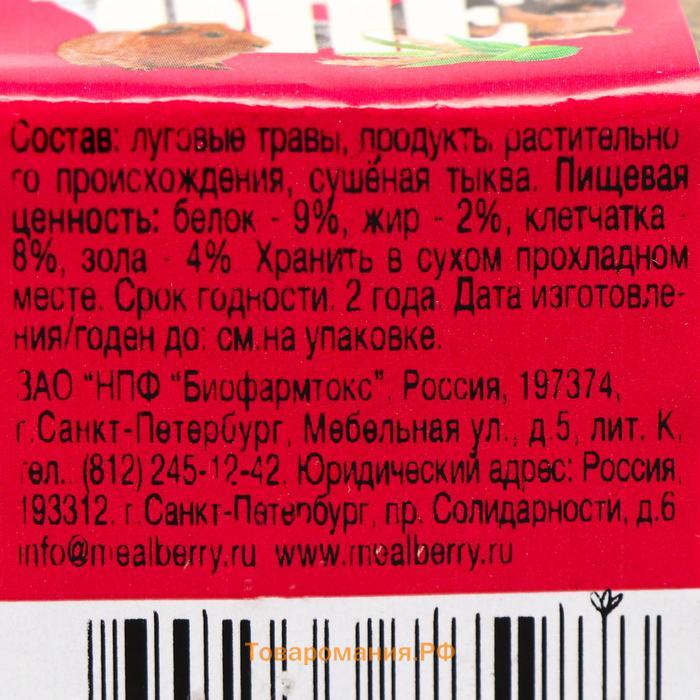 Состав: луговые травы, продукты растительно
го происхождения, сушёная тыква. Пищевая
ценность: белок - 9%, жир - 2%, клетчатка -
8%, зола - 4%. Хранить в сухом прохладном
месте. Срок годности: 2 года. Дата изготовле-
ния/годен до: см.на упаковке.
ЗАО "НПФ "Биофармтокс", Россия, 197374,
г.Санкт-Петербург, Мебельная ул., д.5, лит. К,
тел.. (812) 245-12-42. Юридический адрес: Россия,
193312. г.Санкт-Петербург, пр. Солидарности, д.6
info@mealberry.ru www.mealberry.ru
Товаромания.РФ